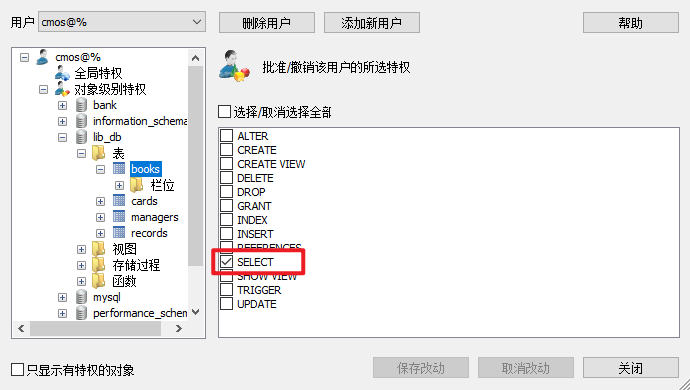 用户 cmos@% 删除用户 添加新用户 帮助
cmos@%
全局特权
对象级别特权
bank
information_schema
lib_db
表
books
栏位
cards
managers
records
视图
存储过程
函数
mysql
performance_schem
批准/撤销该用户的所选特权
选择/取消选择全部
ALTER
CREATE
CREATE VIEW
DELETE
DROP
GRANT
INDEX
INSERT
REFERENCES
SELECT
SHOW VIEW
TRIGGER
UPDATE
只显示有特权的对象 保存改动 取消改动 关闭